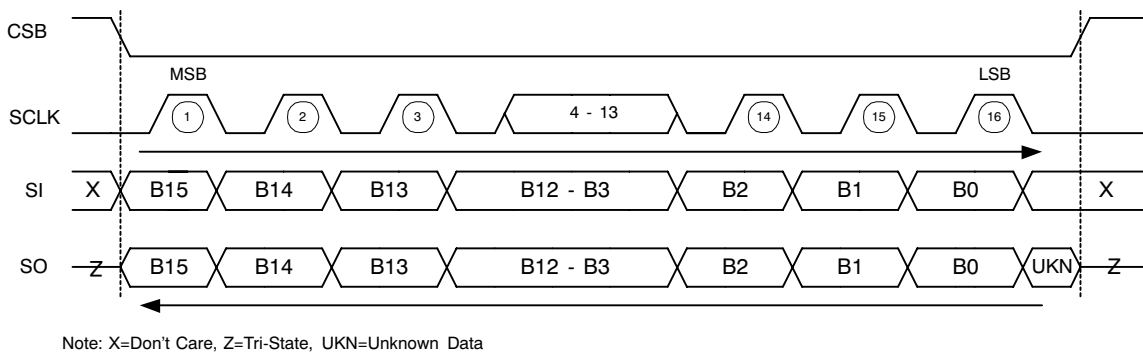 CSB
MSB LSB
SCLK 1 2 3 4 - 13 14 15 16
SI X B15 B14 B13 B12 - B3 B2 B1 B0 X
SO Z B15 B14 B13 B12 - B3 B2 B1 B0 UKN Z
Note: X=Don't Care, Z=Tri-State, UKN=Unknown Data